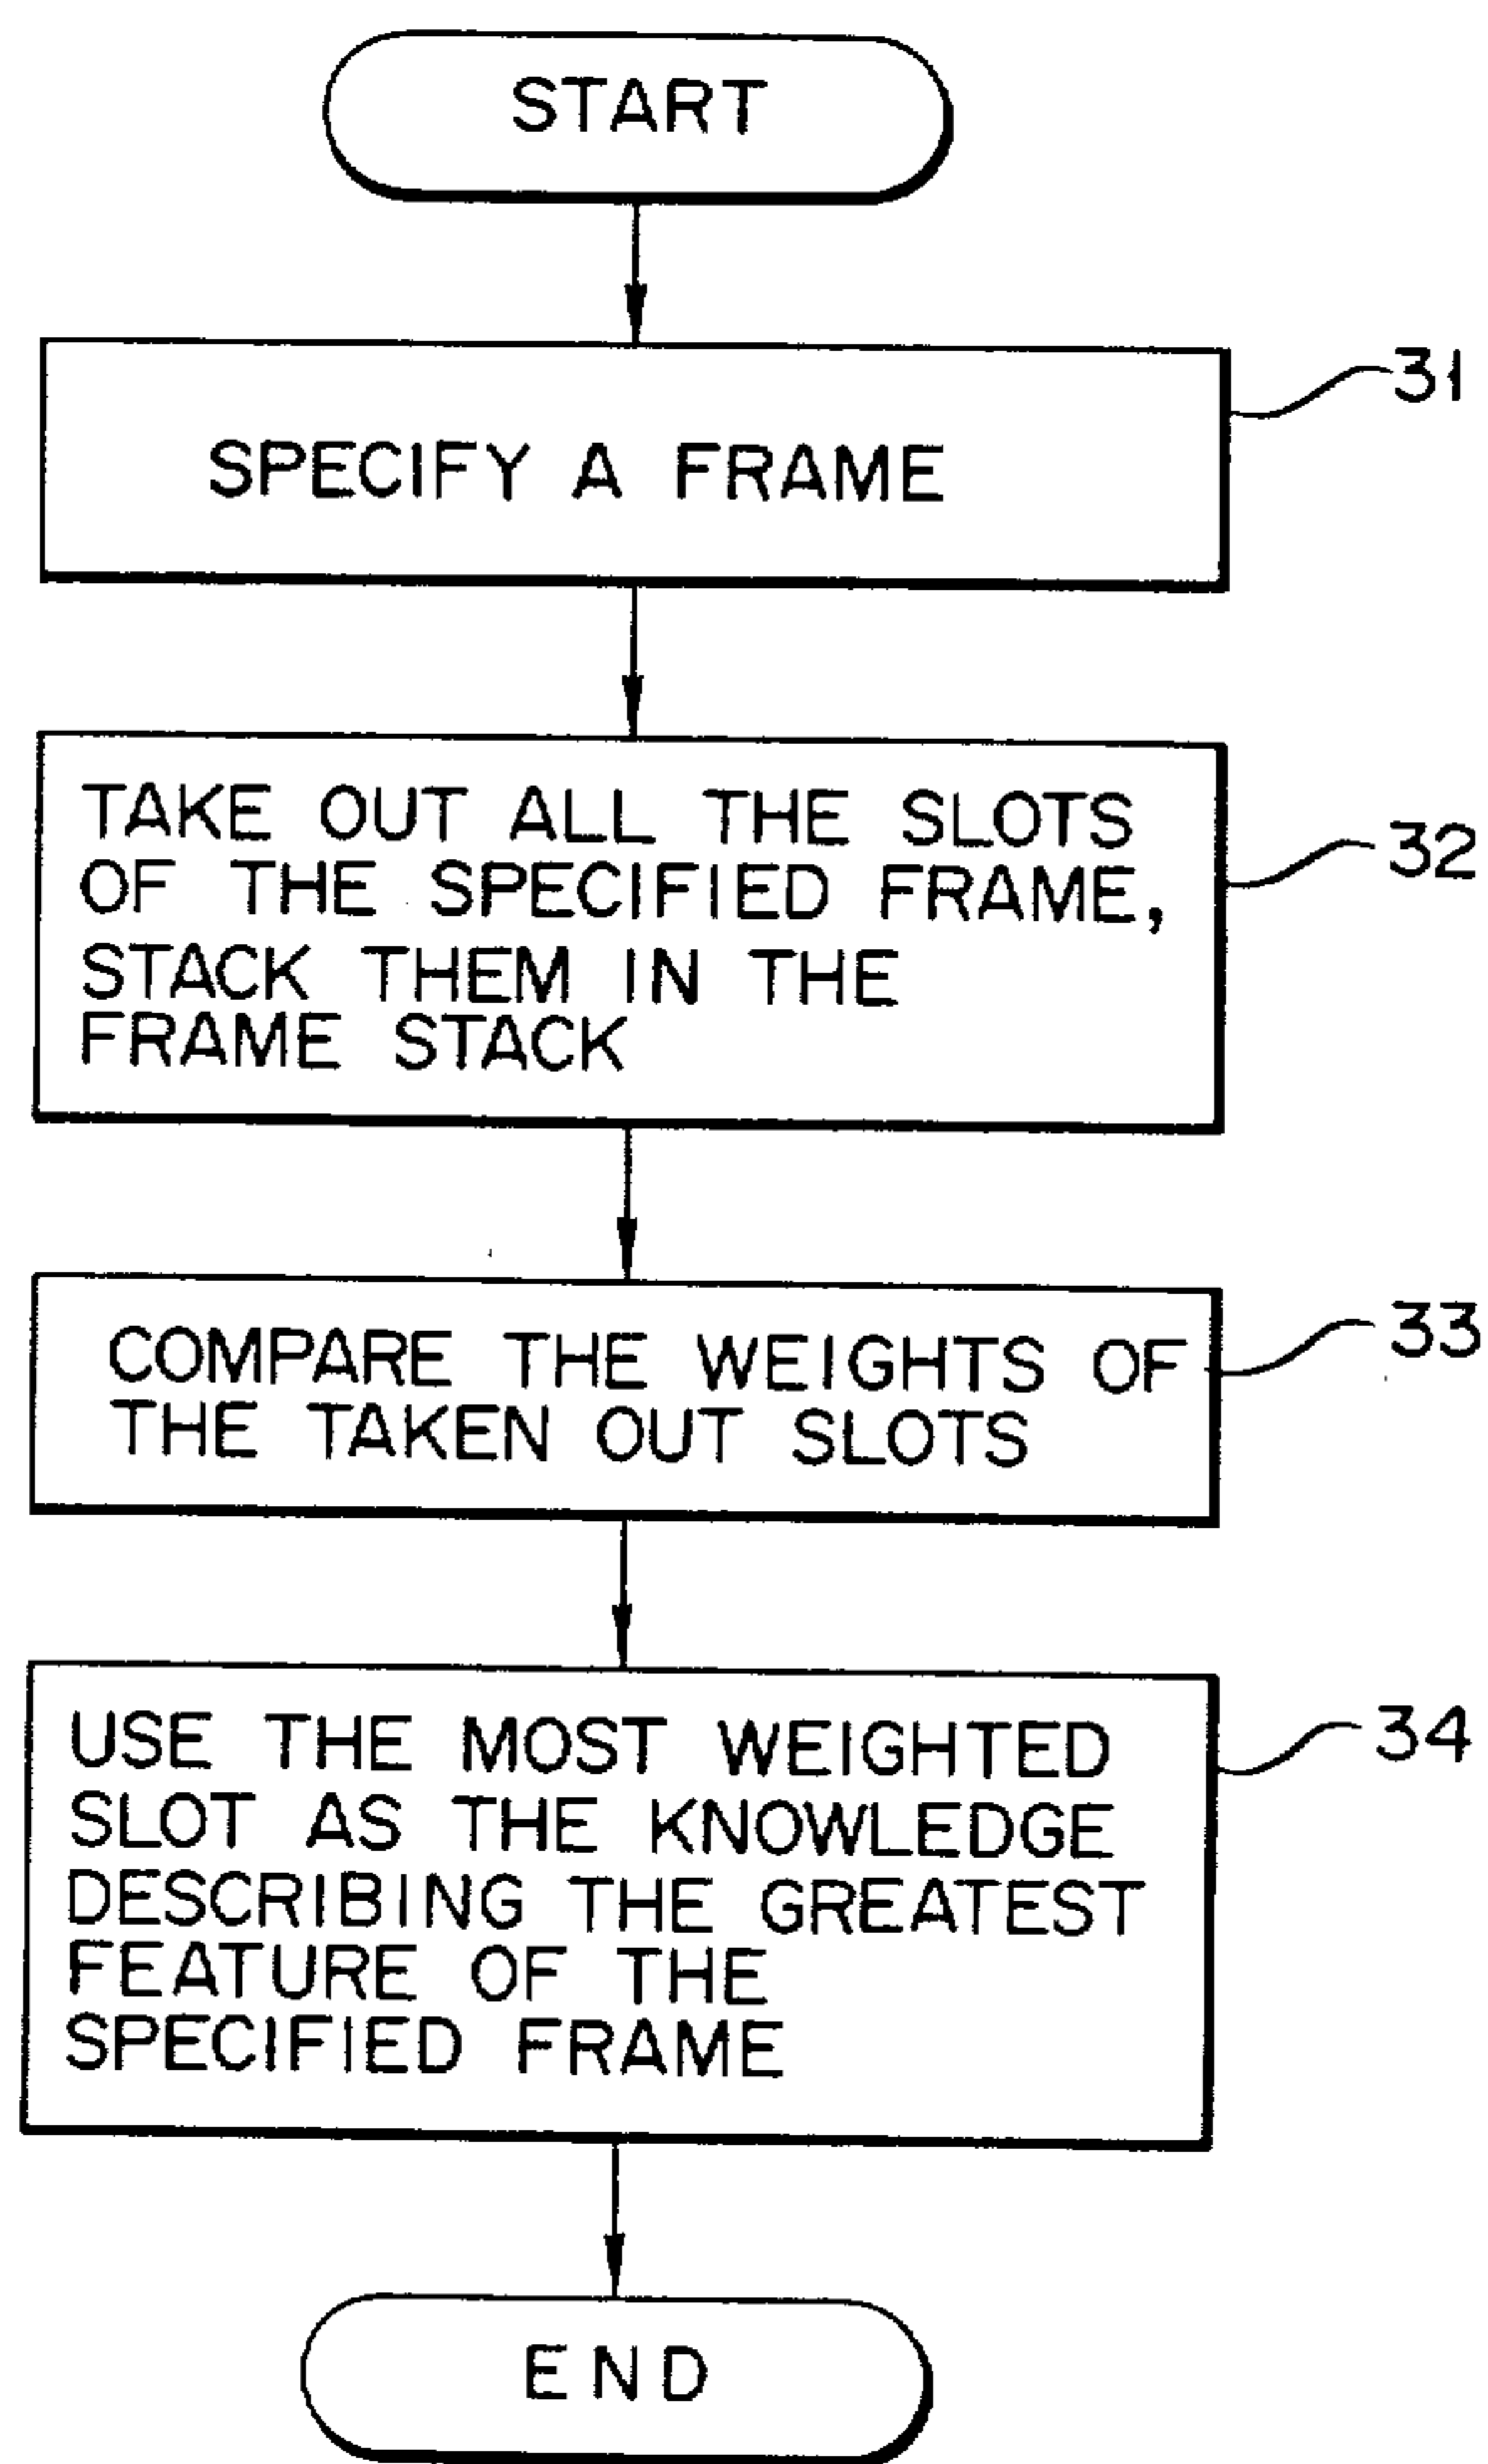 START
31
SPECIFY A FRAME
TAKE OUT ALL THE SLOTS
OF THE SPECIFIED FRAME,
STACK THEM IN THE
FRAME STACK
32
COMPARE THE WEIGHTS OF
THE TAKEN OUT SLOTS
33
USE THE MOST WEIGHTED
SLOT AS THE KNOWLEDGE
DESCRIBING THE GREATEST
FEATURE OF THE
SPECIFIED FRAME
34
END